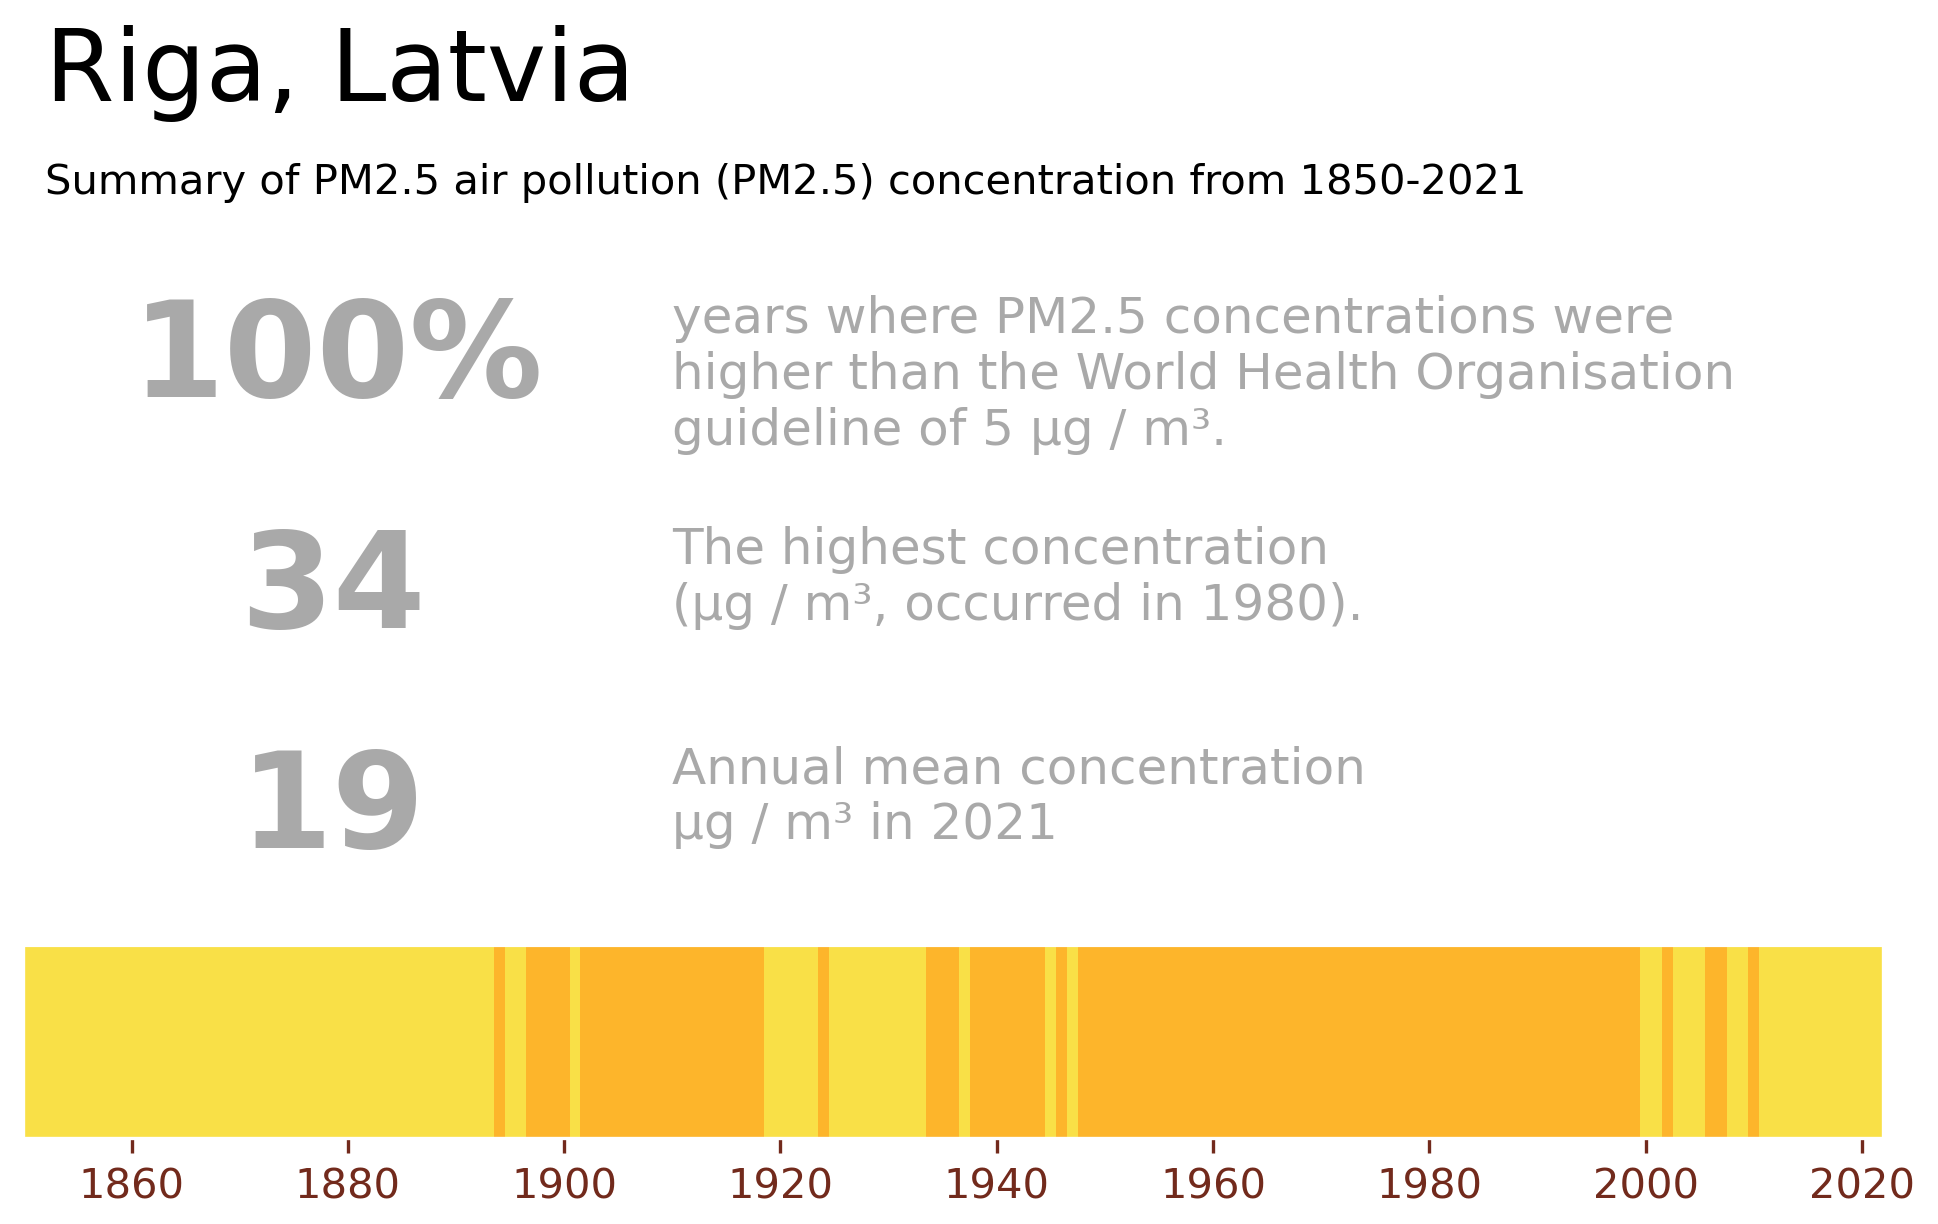 Riga, Latvia
Summary of PM2.5 air pollution (PM2.5) concentration from 1850-2021
100%
years where PM2.5 concentrations were
higher than the World Health Organisation
guideline of 5 µg / m³.
34
The highest concentration
(µg / m³, occurred in 1980).
19
Annual mean concentration
µg / m³ in 2021
1860 1880 1900 1920 1940 1960 1980 2000 2020